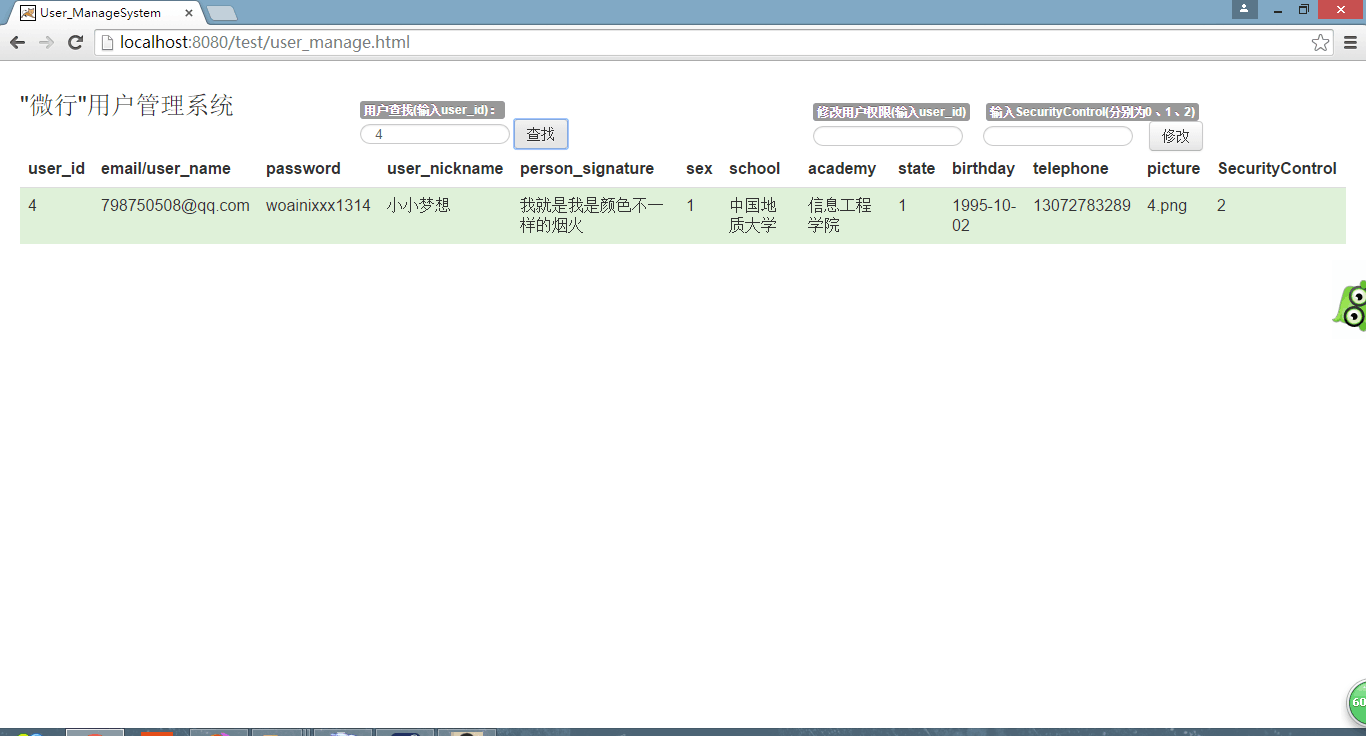 User_ManageSystem
localhost:8080/test/user_manage.html
"微行"用户管理系统
用户查找(输入user_id)：
修改用户权限(输入user_id)
输入SecurityControl(分别为0、1、2)
4
查找
修改
user_id email/user_name password user_nickname person_signature sex school academy state birthday telephone picture SecurityControl
4 798750508@qq.com woainixxx1314 小小梦想 我就是我是颜色不一 1 中国地 信息工程 1 1995-10- 13072783289 4.png 2
样的烟火 质大学 学院 02
60